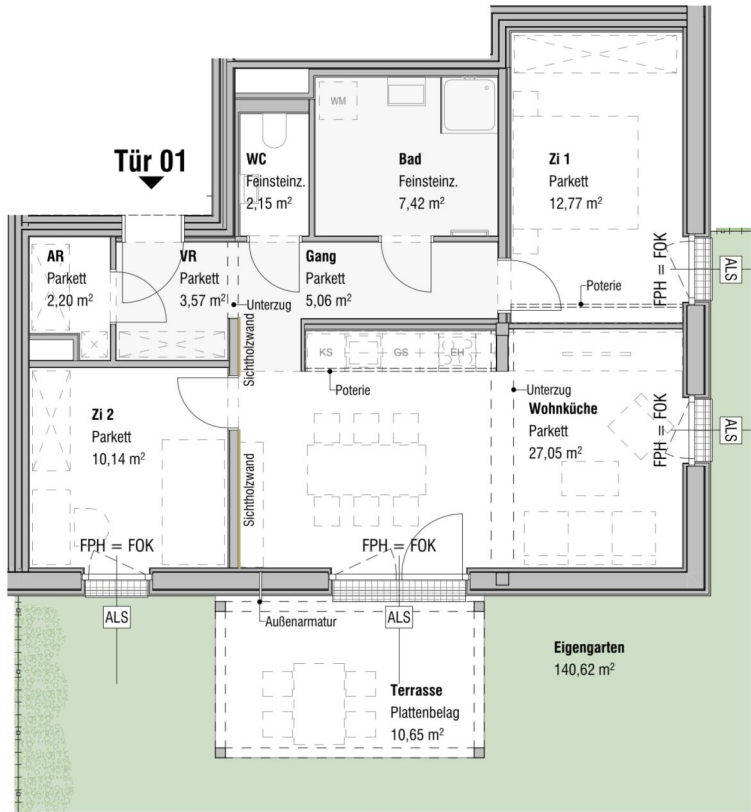 Tür 01
WC
Feinsteinz.
2,15 m²
WM
Bad
Feinsteinz.
7,42 m²
Zi 1
Parkett
12,77 m²
AR
Parkett
2,20 m²
VR
Parkett
3,57 m²
Unterzug
Gang
Parkett
5,06 m²
Poterie
FPH = FOK
ALS
Sichtholzwand
KS
GS
EH
Poterie
Unterzug
Wohnküche
Parkett
27,05 m²
FPH = FOK
ALS
Zi 2
Parkett
10,14 m²
Sichtholzwand
FPH = FOK
FPH = FOK
ALS
Außenarmatur
ALS
Eigengarten
140,62 m²
Terrasse
Plattenbelag
10,65 m²